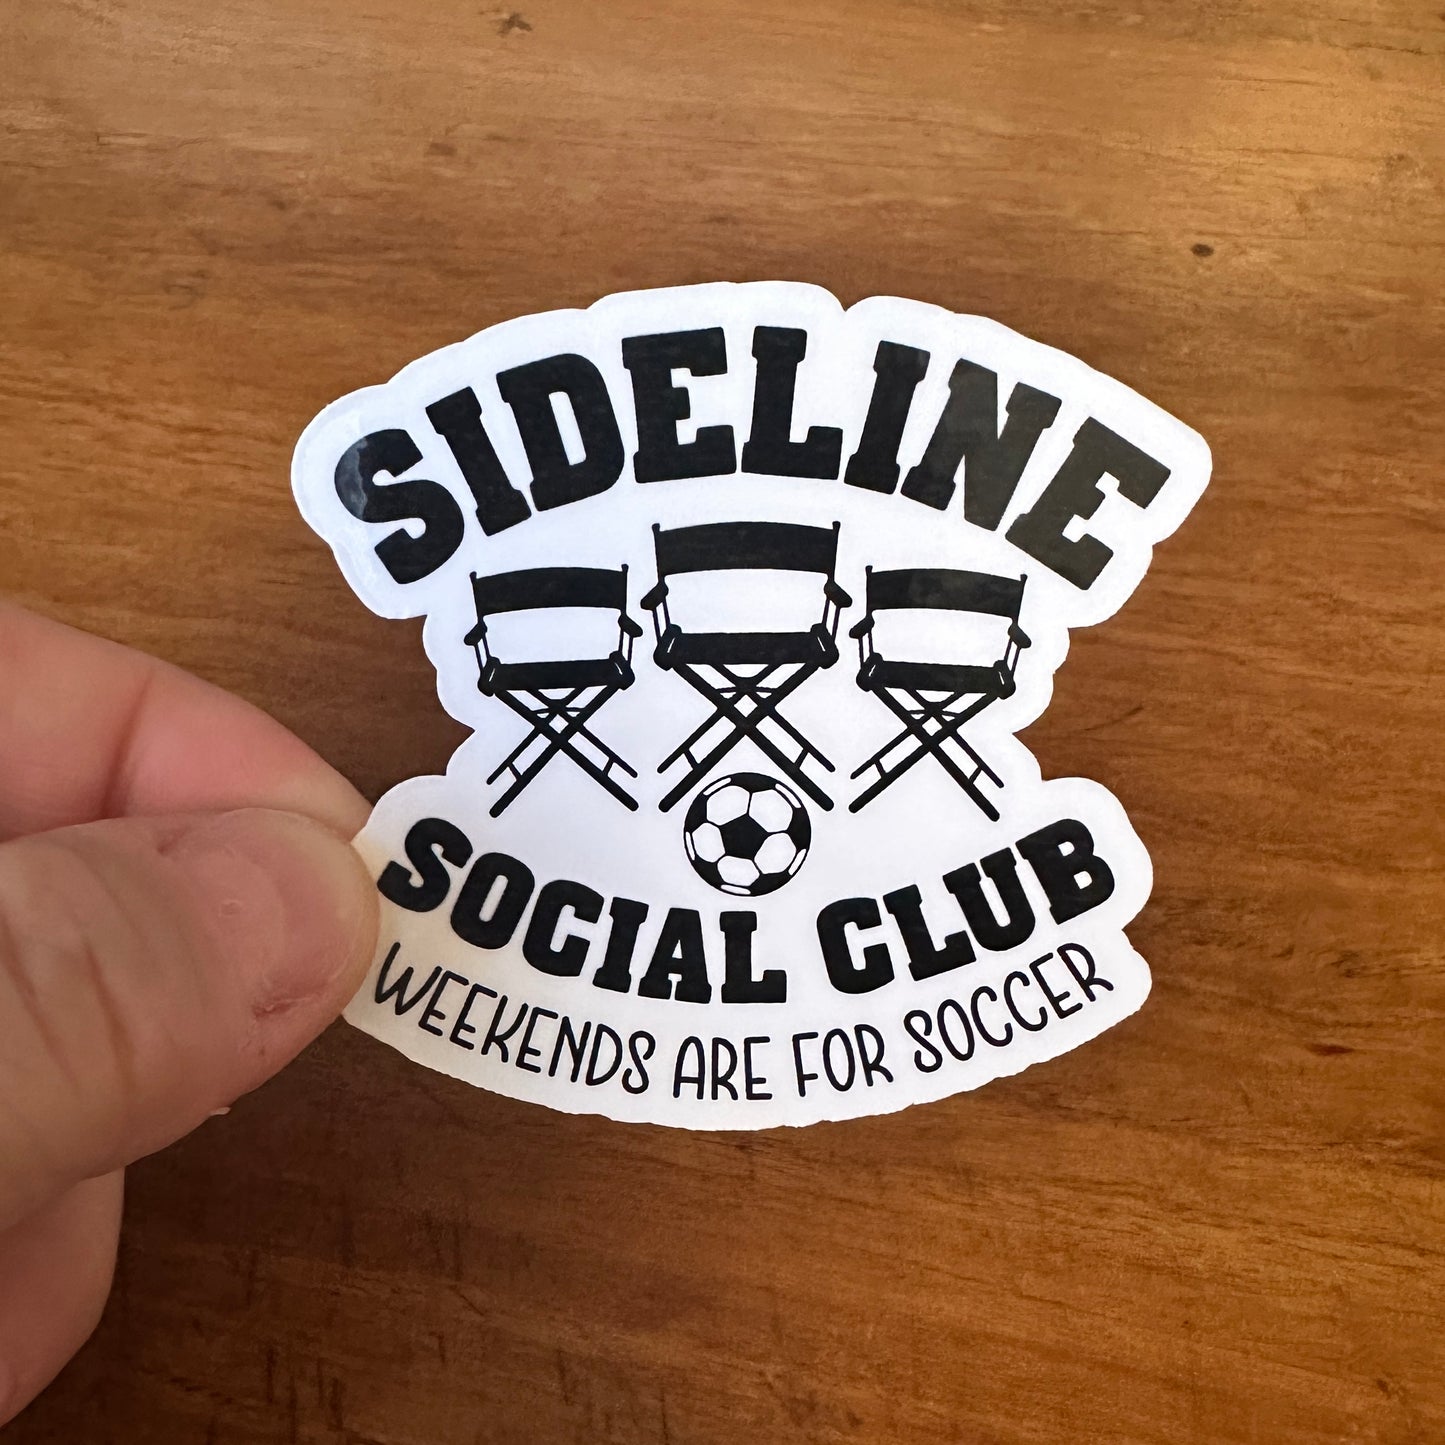 SIDELINE
SOCIAL CLUB
WEEKENDS ARE FOR SOCCER